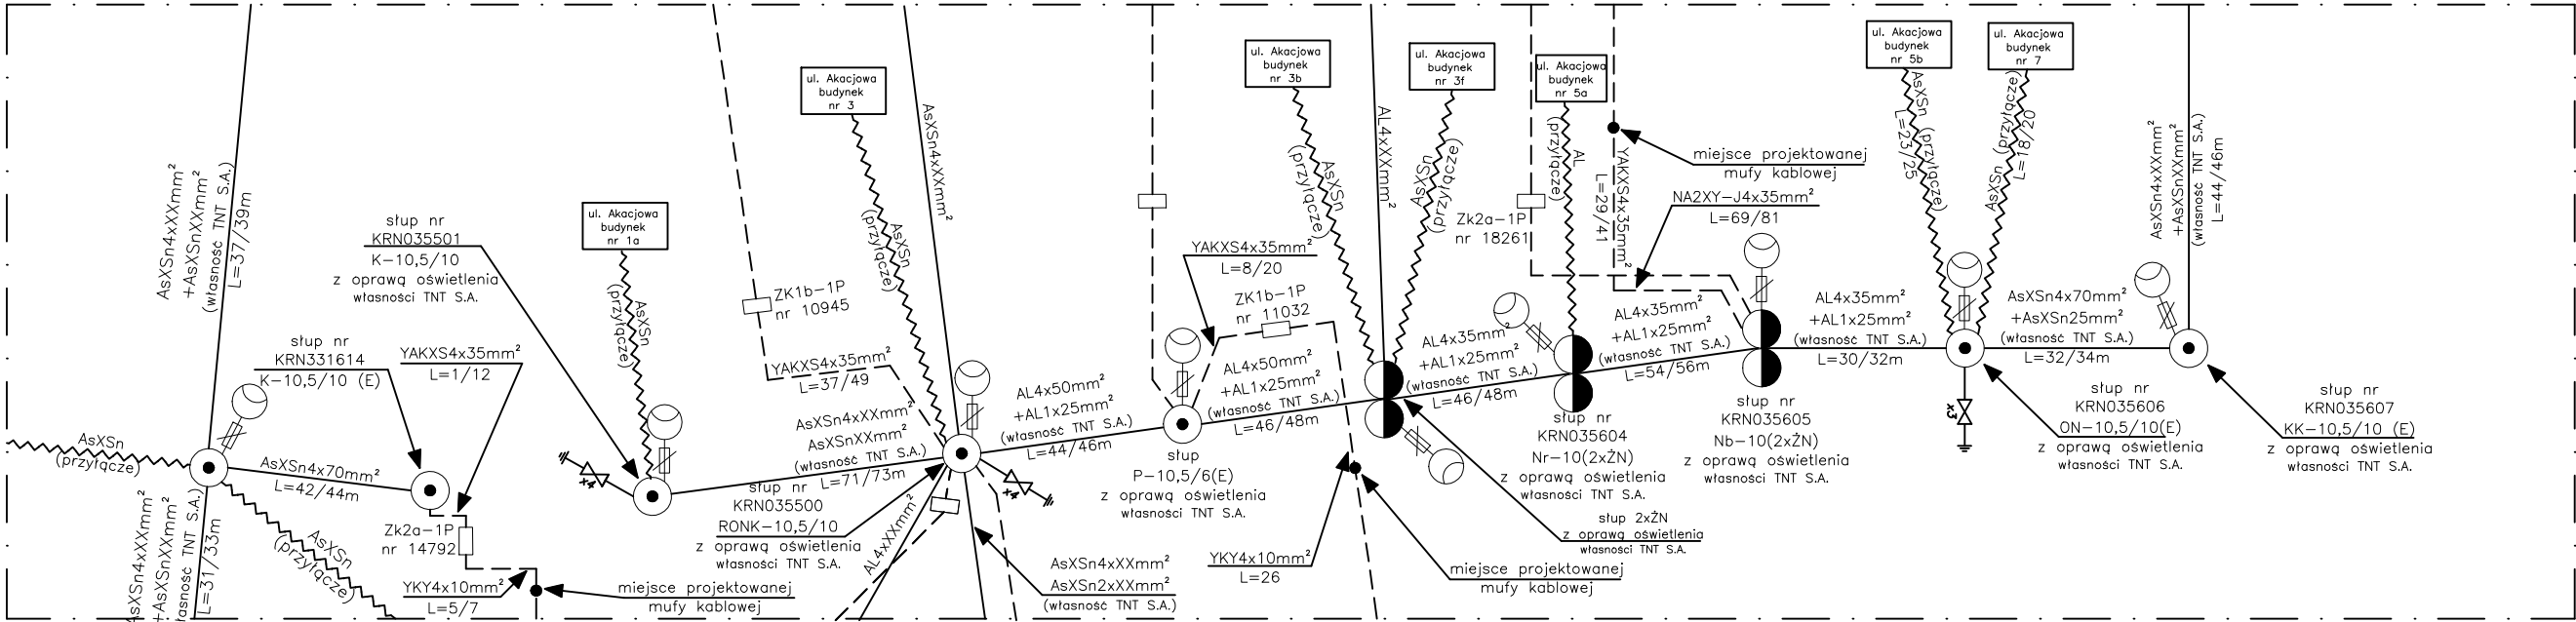 AsXSn4xXXmm²
+AsXSnXXmm²
(własność TNT S.A.)
L=37/39m
słup nr
KRN331614
K-10,5/10 (E)
YAKXS4x35mm²
L=1/12
AsXSn
(przyłącze)
AsXSn4x70mm²
L=42/44m
AsXSn4xXXmm²
+AsXSnXXmm²
łasność TNT S.A.)
L=31/33m
AsXSn
(przyłącze)
Zk2a-1P
nr 14792
YKY4x10mm²
L=5/7
miejsce projektowanej
mufy kablowej
słup nr
KRN035501
K-10,5/10
z oprawą oświetlenia
własności TNT S.A.
ul. Akacjowa
budynek
nr 1a
AsXSn
(przyłącze)
x4
ZK1b-1P
nr 10945
YAKXS4x35mm²
L=37/49
ul. Akacjowa
budynek
nr 3
AsXSn
(przyłącze)
AsXSn4xXXmm²
AsXSn4xXXmm²
AsXSnXXmm²
(własność TNT S.A.)
L=71/73m
słup nr
KRN035500
RONK-10,5/10
z oprawą oświetlenia
własności TNT S.A.
AL4xXXmm²
x4
AsXSn4xXXmm²
AsXSn2xXXmm²
(własność TNT S.A.)
AL4x50mm²
+AL1x25mm²
(własność TNT S.A.)
L=44/46m
słup
P-10,5/6(E)
z oprawą oświetlenia
własności TNT S.A.
YAKXS4x35mm²
L=8/20
ZK1b-1P
nr 11032
AL4x50mm²
+AL1x25mm²
(własność TNT S.A.)
L=46/48m
YKY4x10mm²
L=26
miejsce projektowanej
mufy kablowej
ul. Akacjowa
budynek
nr 3b
AsXSn
(przyłącze)
AL4xXXmm²
ul. Akacjowa
budynek
nr 3f
AsXSn
(przyłącze)
AL4x35mm²
+AL1x25mm²
(własność TNT S.A.)
L=46/48m
słup 2xŻN
z oprawą oświetlenia
własności TNT S.A.
ul. Akacjowa
budynek
nr 5a
AL
(przyłącze)
Zk2a-1P
nr 18261
YAKXS4x35mm²
L=29/41
miejsce projektowanej
mufy kablowej
NA2XY-J4x35mm²
L=69/81
AL4x35mm²
+AL1x25mm²
(własność TNT S.A.)
L=54/56m
słup nr
KRN035604
Nr-10(2xŻN)
z oprawą oświetlenia
własności TNT S.A.
słup nr
KRN035605
Nb-10(2xŻN)
z oprawą oświetlenia
własności TNT S.A.
AL4x35mm²
+AL1x25mm²
(własność TNT S.A.)
L=30/32m
ul. Akacjowa
budynek
nr 5b
AsXSn (przyłącze)
L=23/25
ul. Akacjowa
budynek
nr 7
AsXSn (przyłącze)
L=18/20
x3
słup nr
KRN035606
ON-10,5/10(E)
z oprawą oświetlenia
własności TNT S.A.
AsXSn4x70mm²
+AsXSn25mm²
(własność TNT S.A.)
L=32/34m
AsXSn4xXXmm²
+AsXSnXXmm²
(własność TNT S.A.)
L=44/46m
słup nr
KRN035607
KK-10,5/10 (E)
z oprawą oświetlenia
własności TNT S.A.